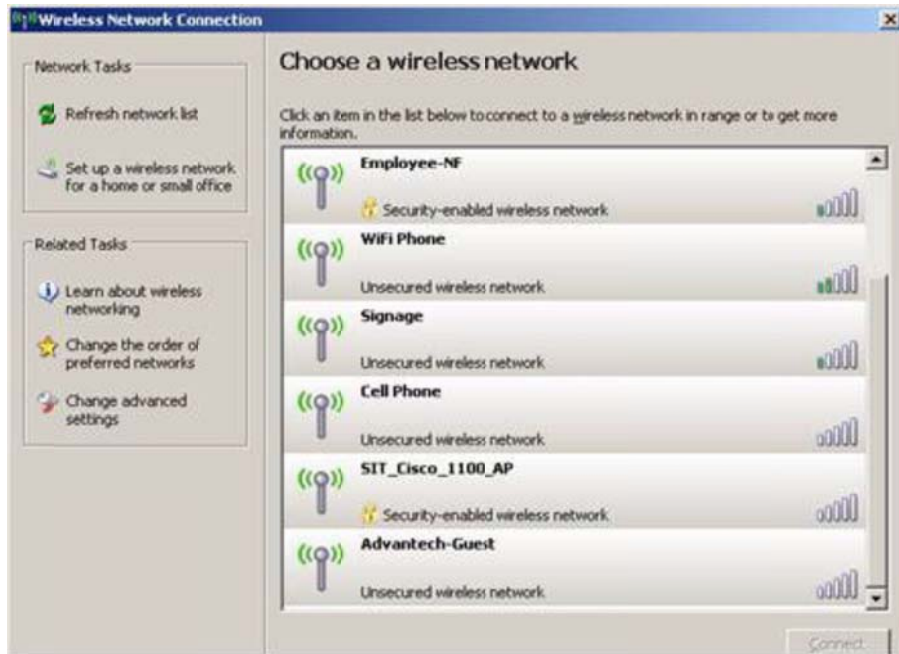 Wireless Network Connection
Network Tasks
Refresh network list
Set up a wireless network
for a home or small office
Related Tasks
Learn about wireless
networking
Change the order of
preferred networks
Change advanced
settings
Choose a wireless network
Click an item in the list below to connect to a wireless network in range or to get more
information.
Employee-NF
Security-enabled wireless network
WiFi Phone
Unsecured wireless network
Signage
Unsecured wireless network
Cell Phone
Unsecured wireless network
SIT_Cisco_1100_AP
Security-enabled wireless network
Advantech-Guest
Unsecured wireless network
Connect